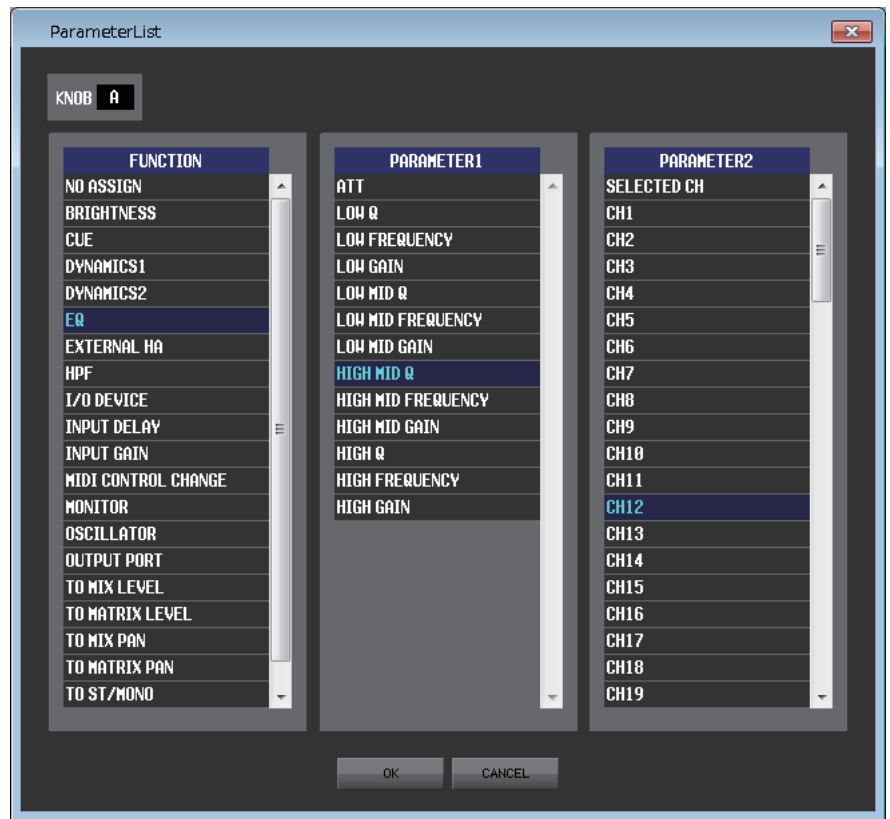 ParameterList
KNOB A
FUNCTION
NO ASSIGN
BRIGHTNESS
CUE
DYNAMICS1
DYNAMICS2
EQ
EXTERNAL HA
HPF
I/O DEVICE
INPUT DELAY
INPUT GAIN
MIDI CONTROL CHANGE
MONITOR
OSCILLATOR
OUTPUT PORT
TO MIX LEVEL
TO MATRIX LEVEL
TO MIX PAN
TO MATRIX PAN
TO ST/MONO
PARAMETER1
ATT
LOW Q
LOW FREQUENCY
LOW GAIN
LOW MID Q
LOW MID FREQUENCY
LOW MID GAIN
HIGH MID Q
HIGH MID FREQUENCY
HIGH MID GAIN
HIGH Q
HIGH FREQUENCY
HIGH GAIN
PARAMETER2
SELECTED CH
CH1
CH2
CH3
CH4
CH5
CH6
CH7
CH8
CH9
CH10
CH11
CH12
CH13
CH14
CH15
CH16
CH17
CH18
CH19
OK
CANCEL